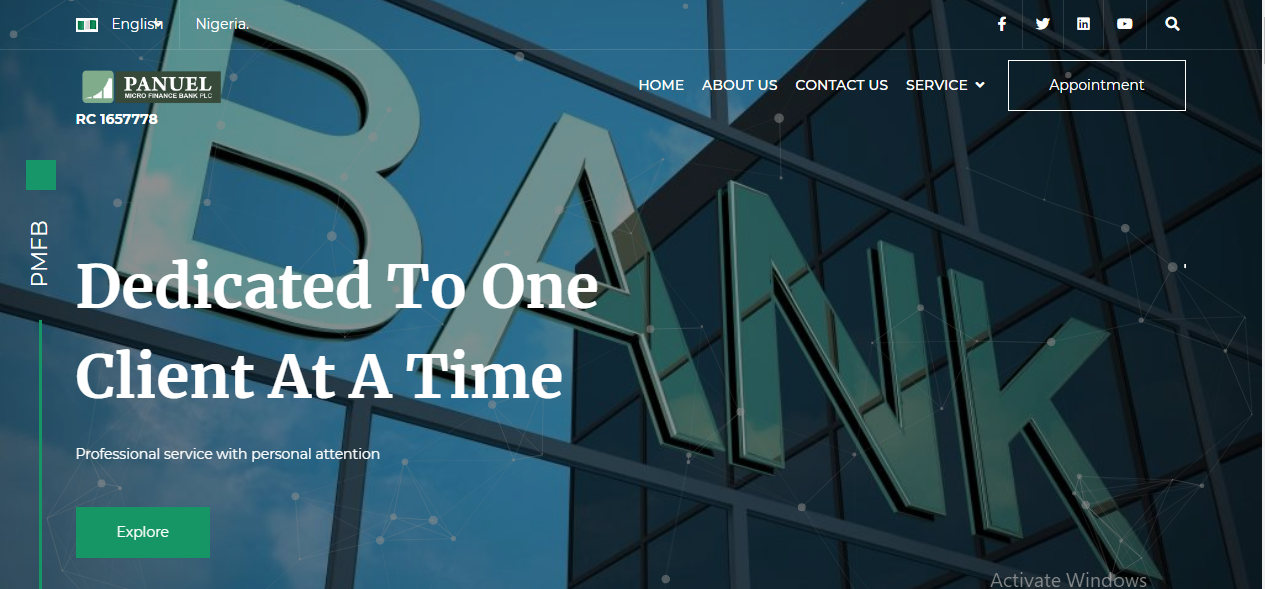 English Nigeria.
PANUEL
MICRO FINANCE BANK PLC
RC 1657778
HOME ABOUT US CONTACT US SERVICE Appointment
BANK
PMFB
Dedicated To One
Client At A Time
Professional service with personal attention
Explore
Activate Windows